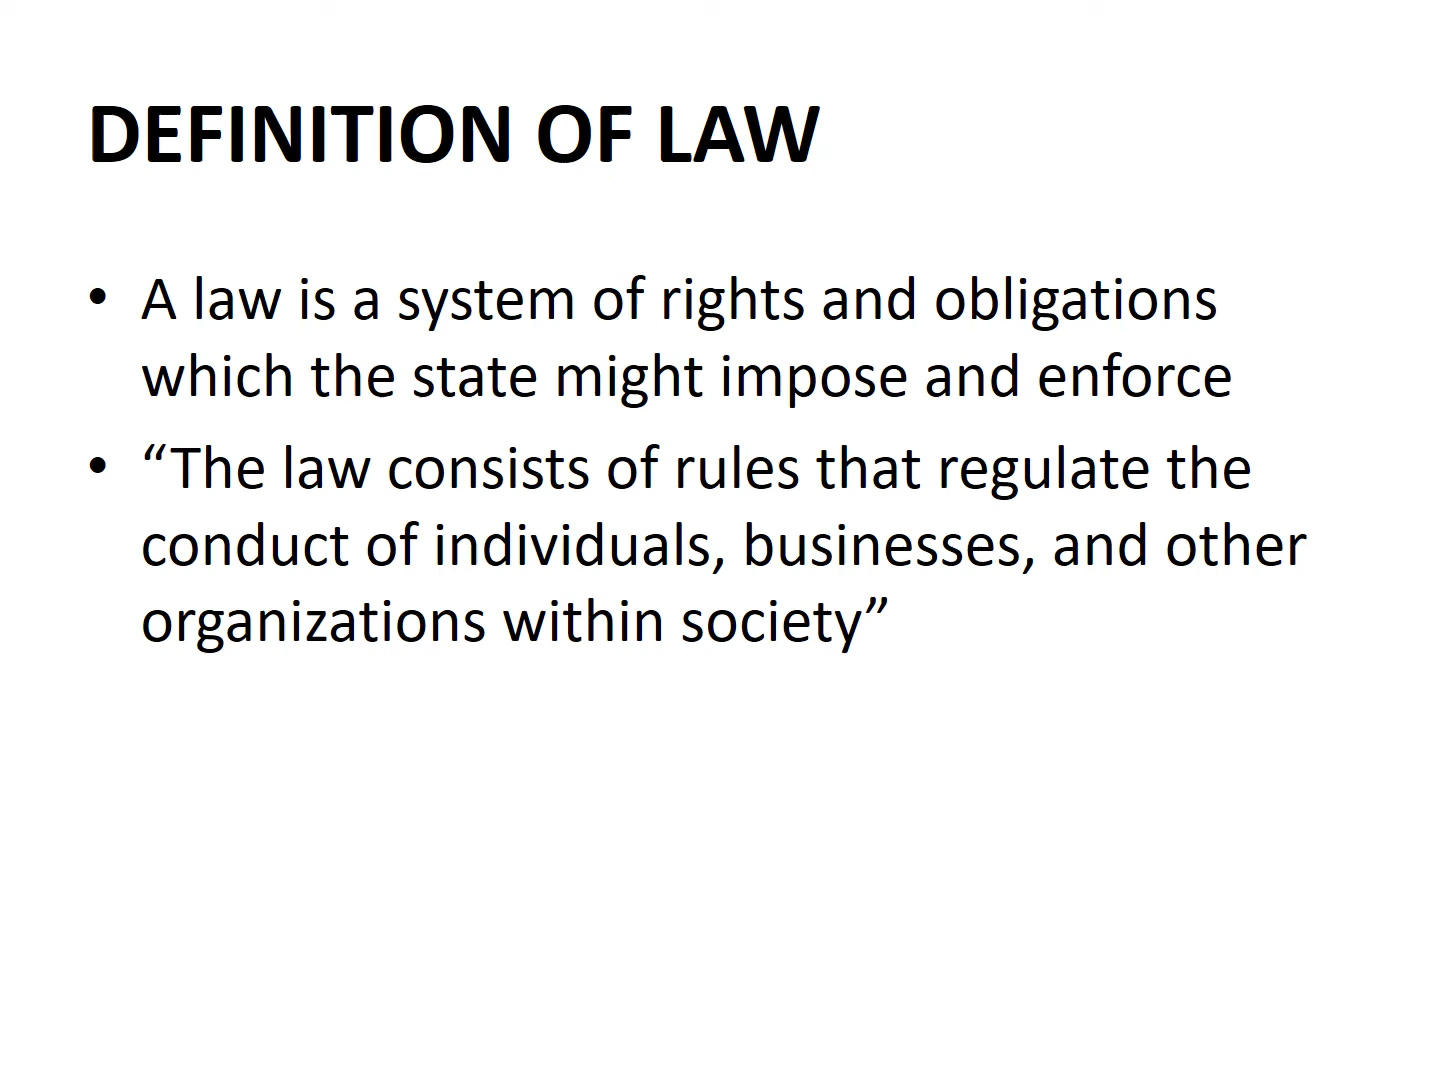 DEFINITION OF LAW
• A law is a system of rights and obligations
which the state might impose and enforce
• “The law consists of rules that regulate the
conduct of individuals, businesses, and other
organizations within society”